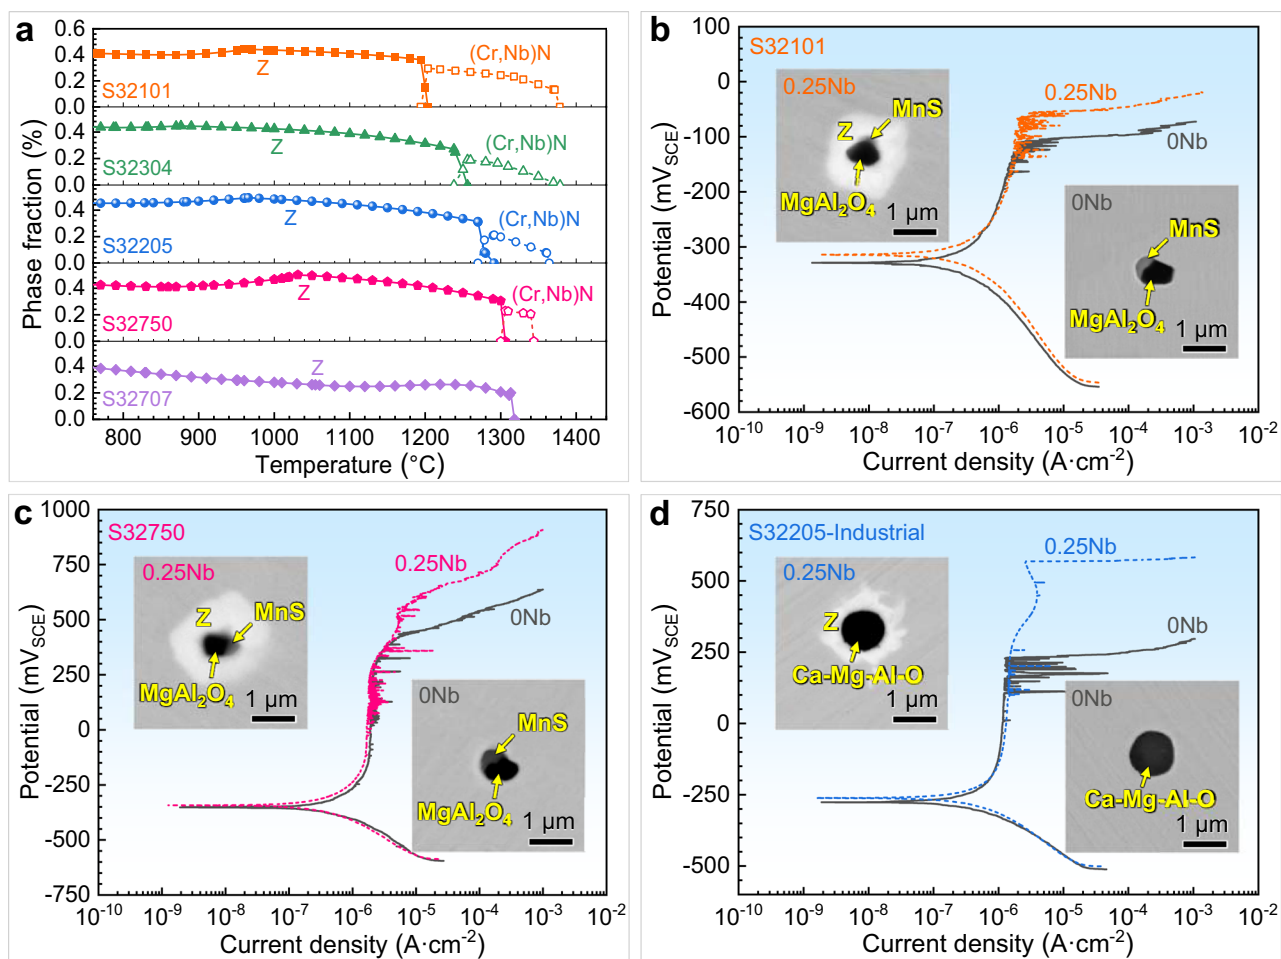 a
0.6
0.4
0.2
0.0
S32101
Z
(Cr,Nb)N
0.4
0.2
0.0
S32304
Z
(Cr,Nb)N
0.4
0.2
0.0
S32205
Z
(Cr,Nb)N
0.4
0.2
0.0
S32750
Z
(Cr,Nb)N
0.4
0.2
0.0
S32707
Z
Phase fraction (%)
800 900 1000 1100 1200 1300 1400
Temperature (°C)
b
S32101
100
0
-100
-200
-300
-400
-500
-600
Potential (mV_SCE)
0.25Nb
Z
MnS
MgAl₂O₄
1 μm
0.25Nb
0Nb
0Nb
MnS
MgAl₂O₄
1 μm
10⁻¹⁰ 10⁻⁹ 10⁻⁸ 10⁻⁷ 10⁻⁶ 10⁻⁵ 10⁻⁴ 10⁻³ 10⁻²
Current density (A·cm⁻²)
c
S32750
1000
750
500
250
0
-250
-500
-750
Potential (mV_SCE)
0.25Nb
Z
MnS
MgAl₂O₄
1 μm
0.25Nb
0Nb
0Nb
MnS
MgAl₂O₄
1 μm
10⁻¹⁰ 10⁻⁹ 10⁻⁸ 10⁻⁷ 10⁻⁶ 10⁻⁵ 10⁻⁴ 10⁻³ 10⁻²
Current density (A·cm⁻²)
d
S32205-Industrial
750
500
250
0
-250
-500
Potential (mV_SCE)
0.25Nb
Z
Ca-Mg-Al-O
1 μm
0.25Nb
0Nb
0Nb
Ca-Mg-Al-O
1 μm
10⁻¹⁰ 10⁻⁹ 10⁻⁸ 10⁻⁷ 10⁻⁶ 10⁻⁵ 10⁻⁴ 10⁻³ 10⁻²
Current density (A·cm⁻²)